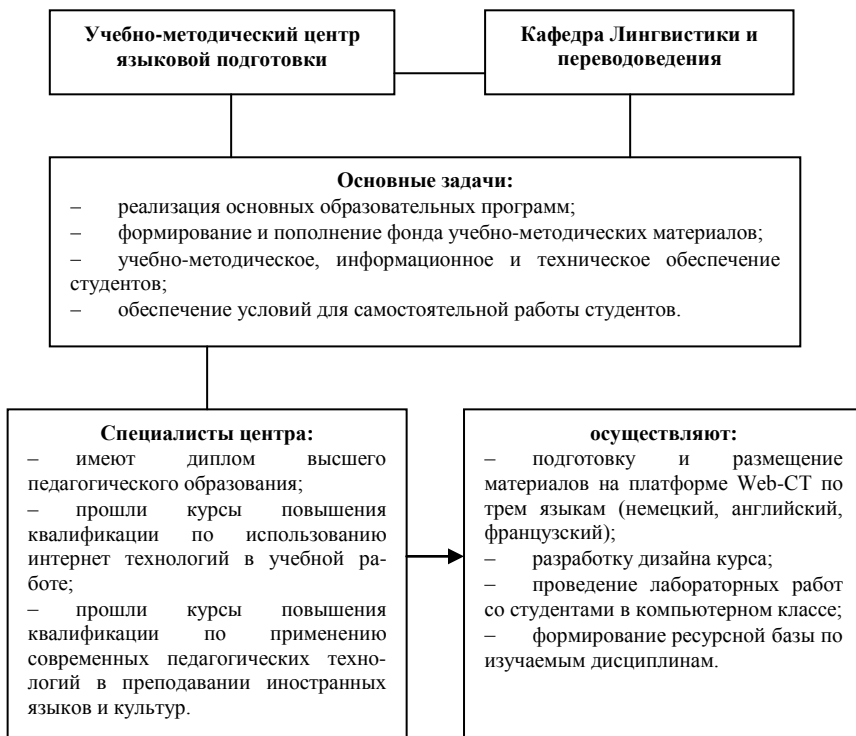 Учебно-методический центр
языковой подготовки
Кафедра Лингвистики и
переводоведения
Основные задачи:
– реализация основных образовательных программ;
– формирование и пополнение фонда учебно-методических материалов;
– учебно-методическое, информационное и техническое обеспечение
студентов;
– обеспечение условий для самостоятельной работы студентов.
Специалисты центра:
– имеют диплом высшего
педагогического образования;
– прошли курсы повышения
квалификации по использованию
интернет технологий в учебной ра-
боте;
– прошли курсы повышения
квалификации по применению
современных педагогических техно-
логий в преподавании иностранных
языков и культур.
осуществляют:
– подготовку и размещение
материалов на платформе Web-CT по
трем языкам (немецкий, английский,
французский);
– разработку дизайна курса;
– проведение лабораторных работ
со студентами в компьютерном классе;
– формирование ресурсной базы по
изучаемым дисциплинам.